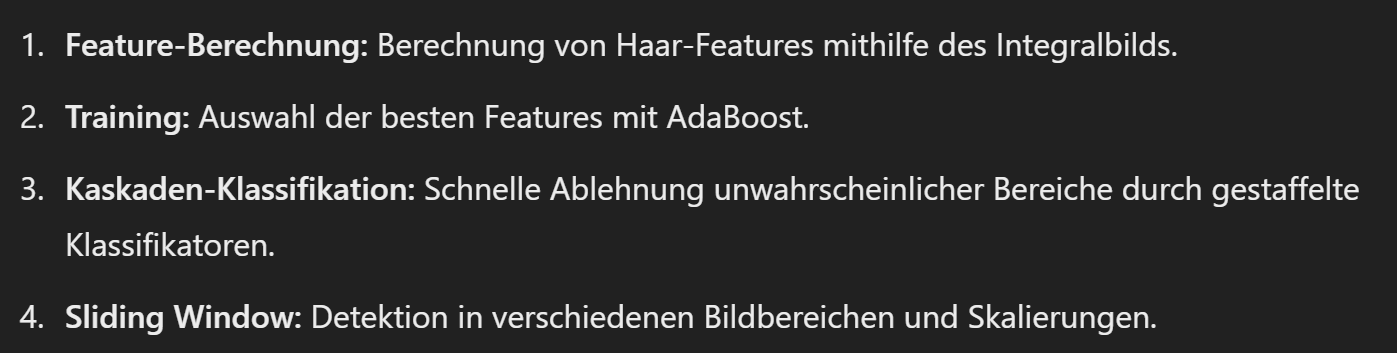 1. Feature-Berechnung: Berechnung von Haar-Features mithilfe des Integralbilds.
2. Training: Auswahl der besten Features mit AdaBoost.
3. Kaskaden-Klassifikation: Schnelle Ablehnung unwahrscheinlicher Bereiche durch gestaffelte
Klassifikatoren.
4. Sliding Window: Detektion in verschiedenen Bildbereichen und Skalierungen.